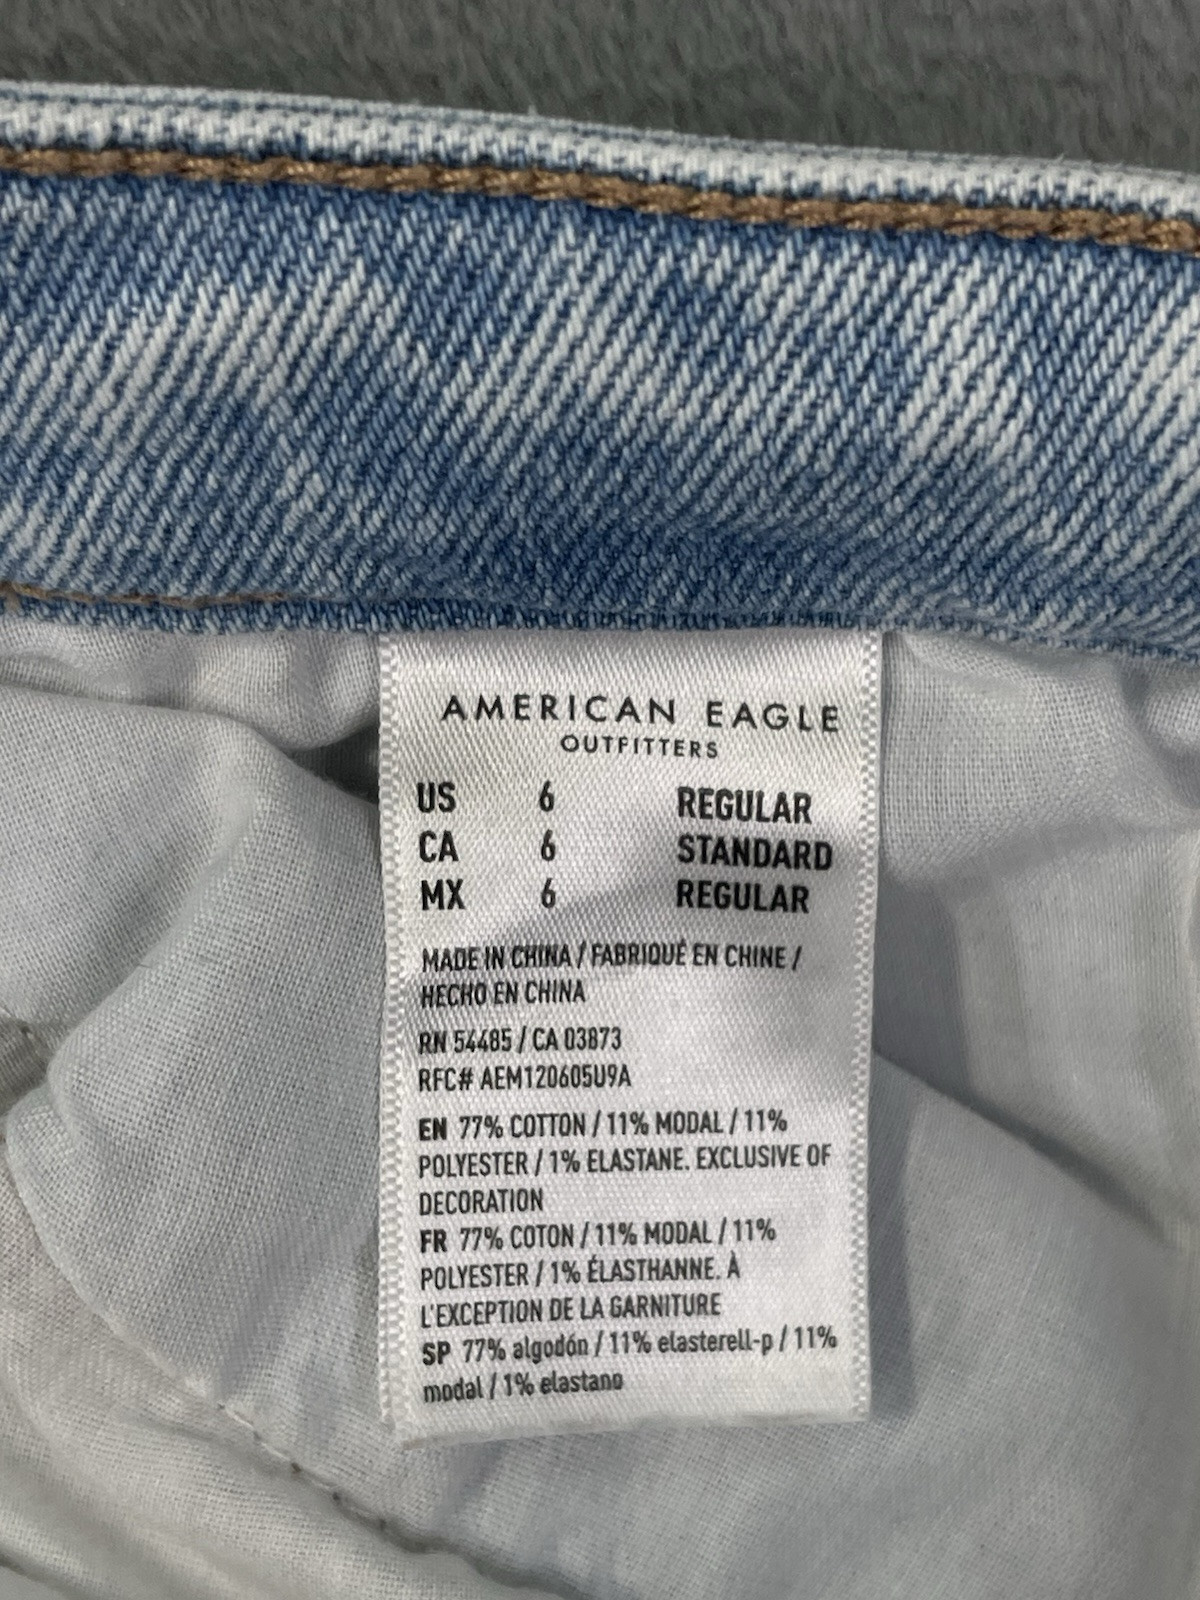 AMERICAN EAGLE
OUTFITTERS
US 6 REGULAR
CA 6 STANDARD
MX 6 REGULAR
MADE IN CHINA / FABRIQUÉ EN CHINE /
HECHO EN CHINA
RN 54485 / CA 03873
RFC# AEM120605U9A
EN 77% COTTON / 11% MODAL / 11%
POLYESTER / 1% ELASTANE. EXCLUSIVE OF
DECORATION
FR 77% COTON / 11% MODAL / 11%
POLYESTER / 1% ÉLASTHANNE. À
L'EXCEPTION DE LA GARNITURE
SP 77% algodón / 11% elasterell-p / 11%
modal / 1% elastano